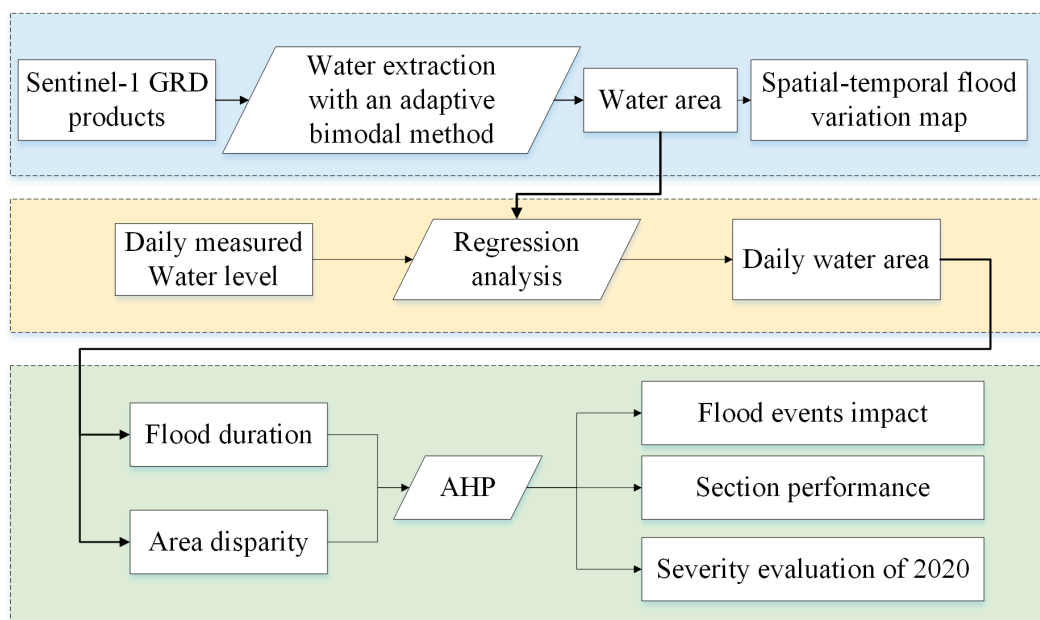 Sentinel-1 GRD
products
Water extraction
with an adaptive
bimodal method
Water area
Spatial-temporal flood
variation map
Daily measured
Water level
Regression
analysis
Daily water area
Flood duration
Area disparity
AHP
Flood events impact
Section performance
Severity evaluation of 2020